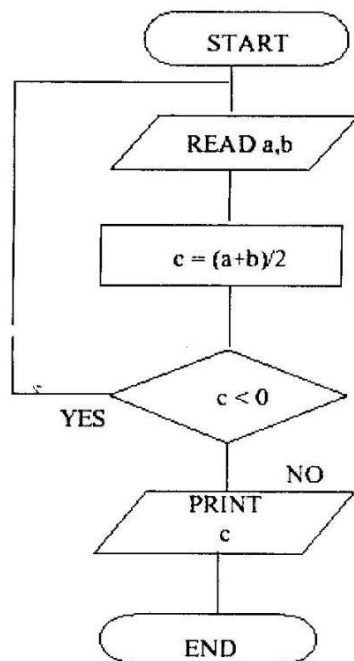 START
READ a,b
c = (a+b)/2
c < 0
YES
NO
PRINT
c
END